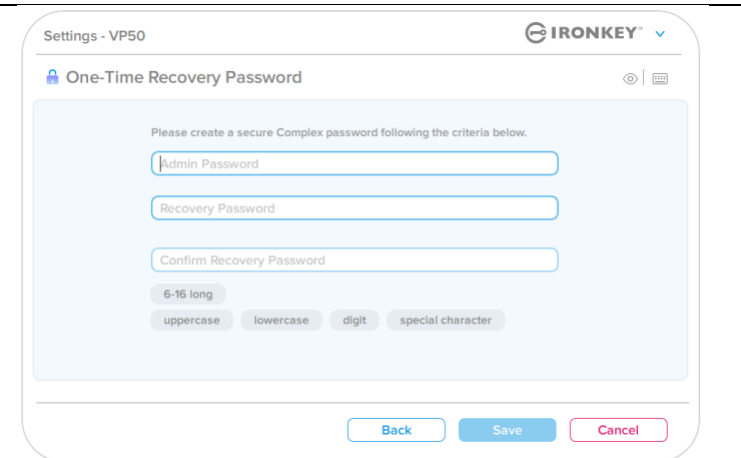 Settings - VP50
IRONKEY™
One-Time Recovery Password
Please create a secure Complex password following the criteria below.
Admin Password
Recovery Password
Confirm Recovery Password
6-16 long
uppercase lowercase digit special character
Back Save Cancel